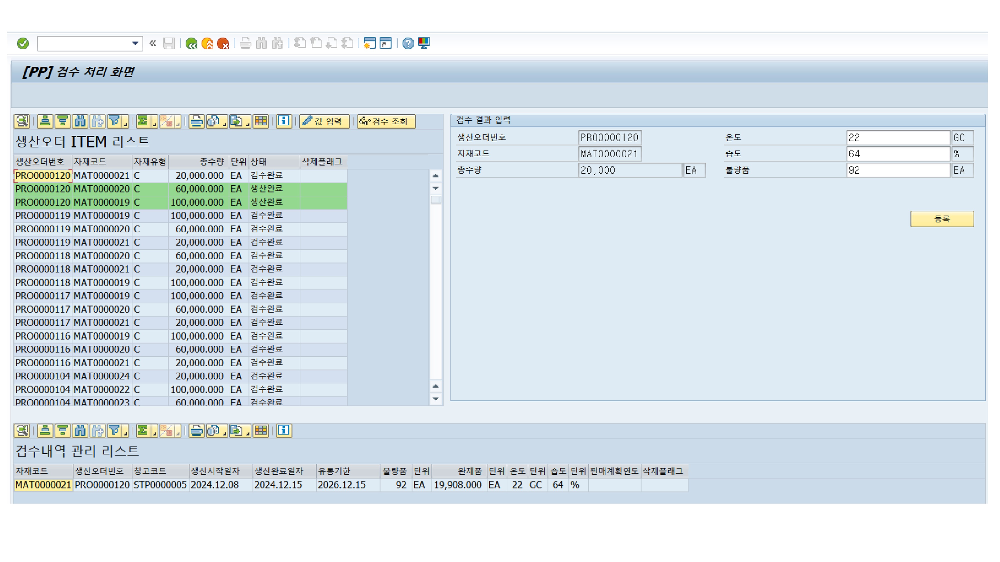 [PP] 검수 처리 화면
값 입력 검수 조회
생산오더 ITEM 리스트
생산오더번호 자재코드 자재유형 총수량 단위 상태 삭제플래그
PRO0000120 MAT0000021 C 20,000.000 EA 검수완료
PRO0000120 MAT0000020 C 60,000.000 EA 생산완료
PRO0000120 MAT0000019 C 100,000.000 EA 생산완료
PRO0000119 MAT0000019 C 100,000.000 EA 검수완료
PRO0000119 MAT0000020 C 60,000.000 EA 검수완료
PRO0000119 MAT0000021 C 20,000.000 EA 검수완료
PRO0000118 MAT0000020 C 60,000.000 EA 검수완료
PRO0000118 MAT0000021 C 20,000.000 EA 검수완료
PRO0000118 MAT0000019 C 100,000.000 EA 검수완료
PRO0000117 MAT0000019 C 100,000.000 EA 검수완료
PRO0000117 MAT0000020 C 60,000.000 EA 검수완료
PRO0000117 MAT0000021 C 20,000.000 EA 검수완료
PRO0000116 MAT0000019 C 100,000.000 EA 검수완료
PRO0000116 MAT0000020 C 60,000.000 EA 검수완료
PRO0000116 MAT0000021 C 20,000.000 EA 검수완료
PRO0000104 MAT0000024 C 20,000.000 EA 검수완료
PRO0000104 MAT0000022 C 100,000.000 EA 검수완료
PRO0000104 MAT0000023 C 60,000.000 EA 검수완료
검수 결과 입력
생산오더번호 PRO0000120 온도 22 GC
자재코드 MAT0000021 습도 64 %
총수량 20,000 EA 불량품 92 EA
등록
검수내역 관리 리스트
자재코드 생산오더번호 창고코드 생산시작일자 생산완료일자 유통기한 불량품 단위 완제품 단위 온도 단위 습도 단위 판매계획연도 삭제플래그
MAT0000021 PRO0000120 STP0000005 2024.12.08 2024.12.15 2026.12.15 92 EA 19,908.000 EA 22 GC 64 %